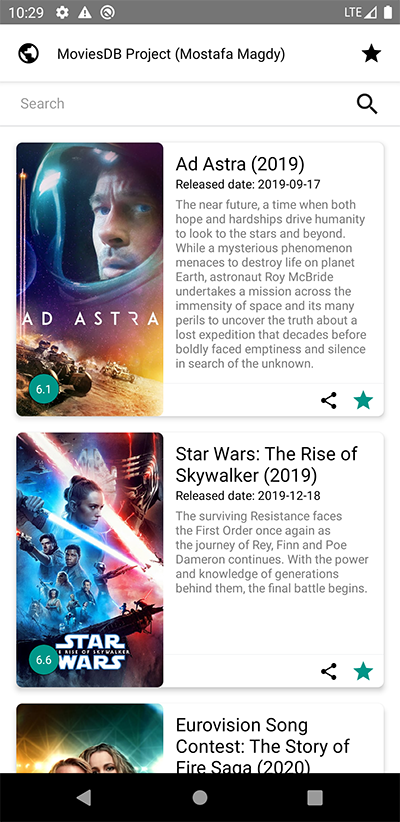 10:29
LTE
MoviesDB Project (Mostafa Magdy)
Search
AD ASTRA
6.1
Ad Astra (2019)
Released date: 2019-09-17
The near future, a time when both
hope and hardships drive humanity
to look to the stars and beyond.
While a mysterious phenomenon
menaces to destroy life on planet
Earth, astronaut Roy McBride
undertakes a mission across the
immensity of space and its many
perils to uncover the truth about a
lost expedition that decades before
boldly faced emptiness and silence
in search of the unknown.
STAR
THE RISE OF SKYWALKER
WARS
6.6
Star Wars: The Rise of
Skywalker (2019)
Released date: 2019-12-18
The surviving Resistance faces
the First Order once again as
the journey of Rey, Finn and Poe
Dameron continues. With the power
and knowledge of generations
behind them, the final battle begins.
Eurovision Song
Contest: The Story of
Fire Saga (2020)